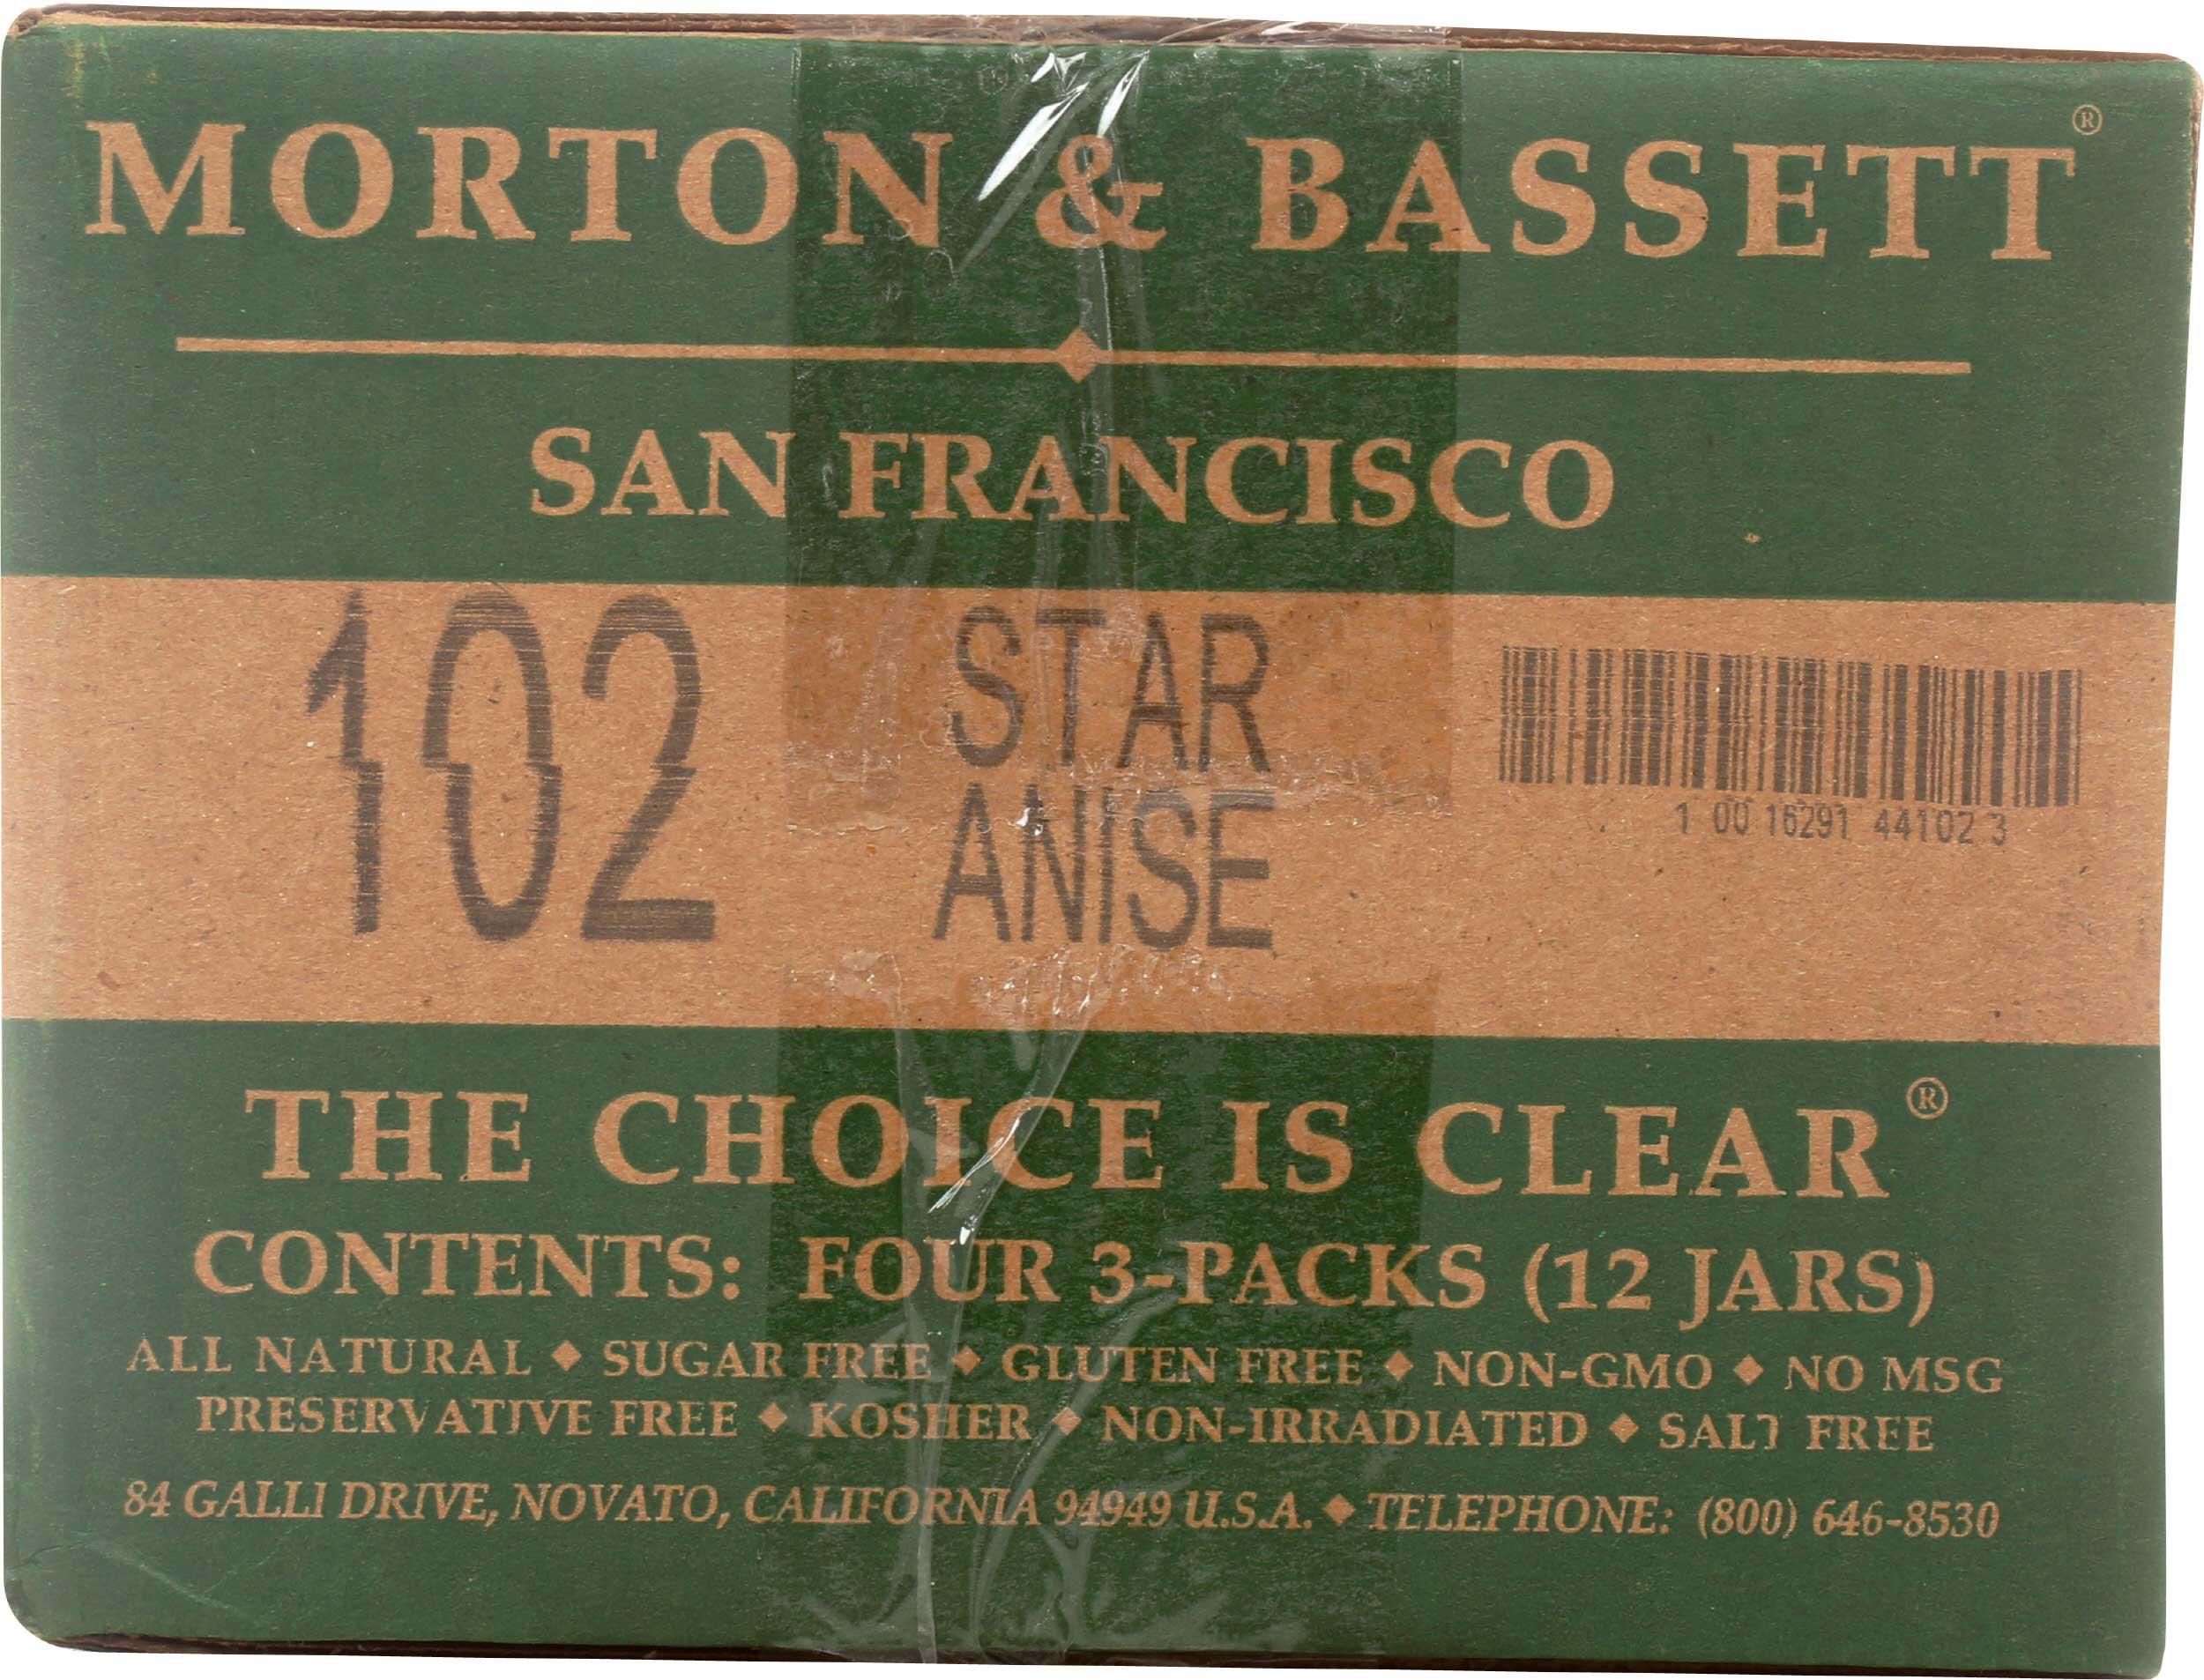 MORTON & BASSETT®
SAN FRANCISCO
102 STAR
ANISE
1 00 16291 44102 3
THE CHOICE IS CLEAR®
CONTENTS: FOUR 3-PACKS (12 JARS)
ALL NATURAL ◆ SUGAR FREE ◆ GLUTEN FREE ◆ NON-GMO ◆ NO MSG
PRESERVATIVE FREE ◆ KOSHER ◆ NON-IRRADIATED ◆ SALT FREE
84 GALLI DRIVE, NOVATO, CALIFORNIA 94949 U.S.A. ◆ TELEPHONE: (800) 646-8530